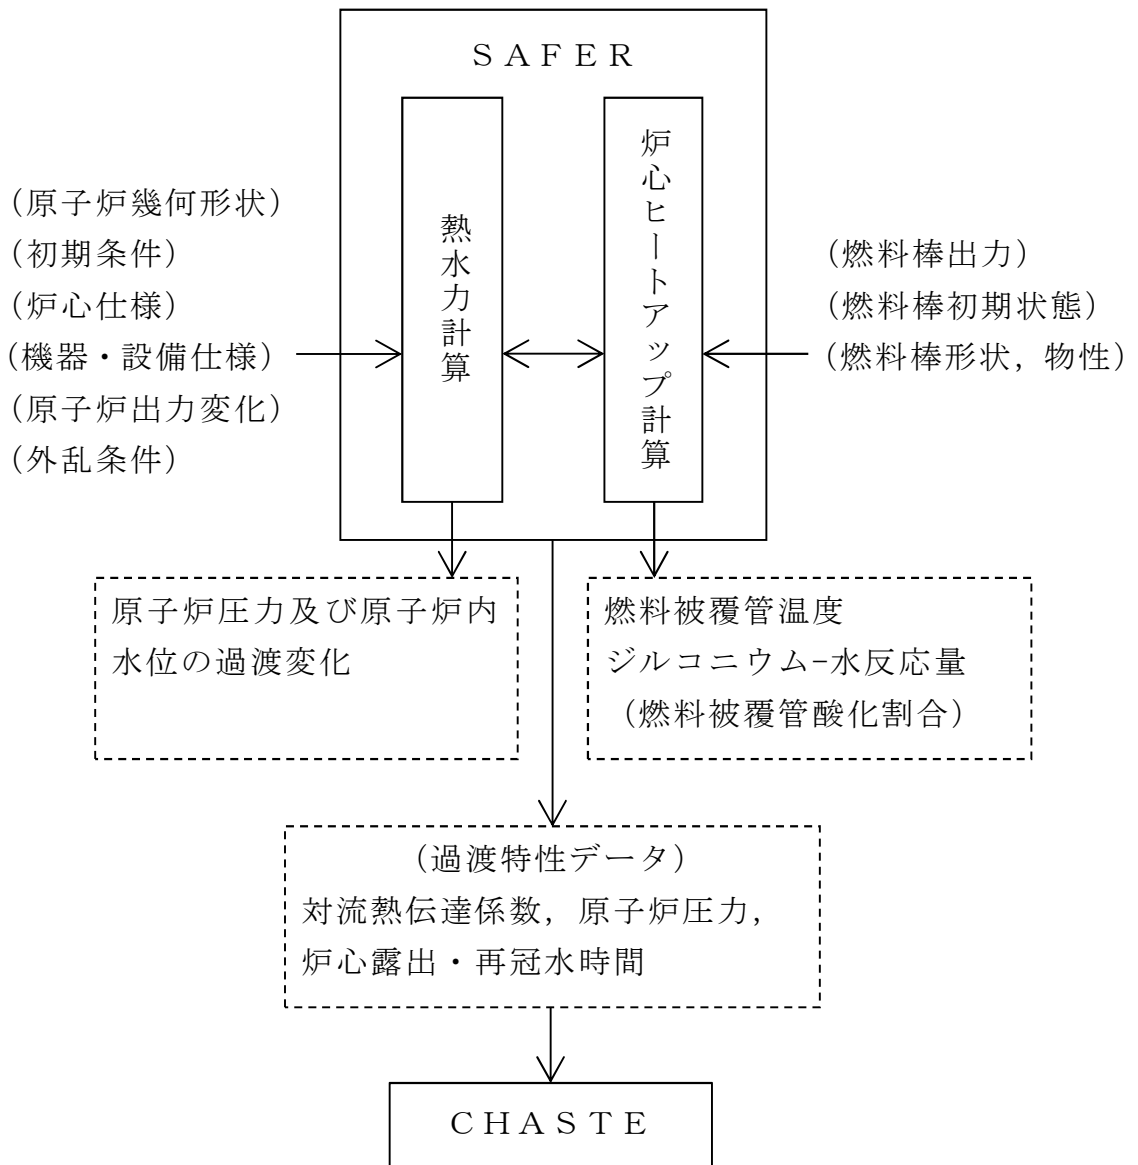 SAFER
熱水力計算
炉心ヒートアップ計算
(原子炉幾何形状)
(初期条件)
(炉心仕様)
(機器・設備仕様)
(原子炉出力変化)
(外乱条件)
(燃料棒出力)
(燃料棒初期状態)
(燃料棒形状，物性)
原子炉圧力及び原子炉内
水位の過渡変化
燃料被覆管温度
ジルコニウム−水反応量
(燃料被覆管酸化割合)
(過渡特性データ)
対流熱伝達係数，原子炉圧力，
炉心露出・再冠水時間
CHASTE